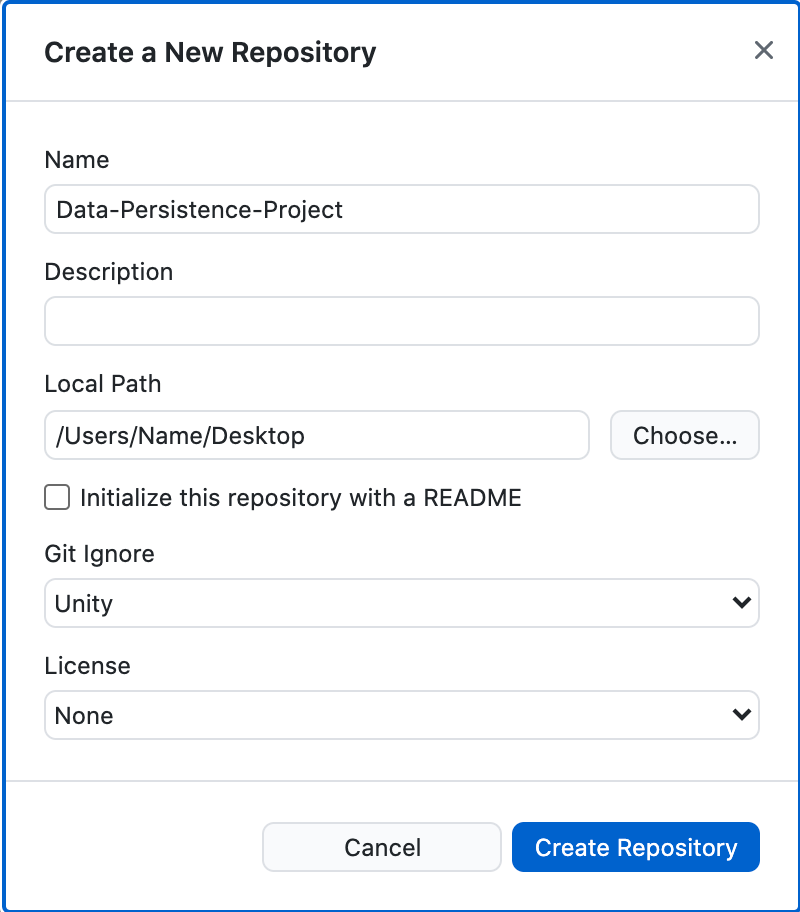 Create a New Repository
Name
Data-Persistence-Project
Description
Local Path
/Users/Name/Desktop
Choose...
Initialize this repository with a README
Git Ignore
Unity
License
None
Cancel
Create Repository